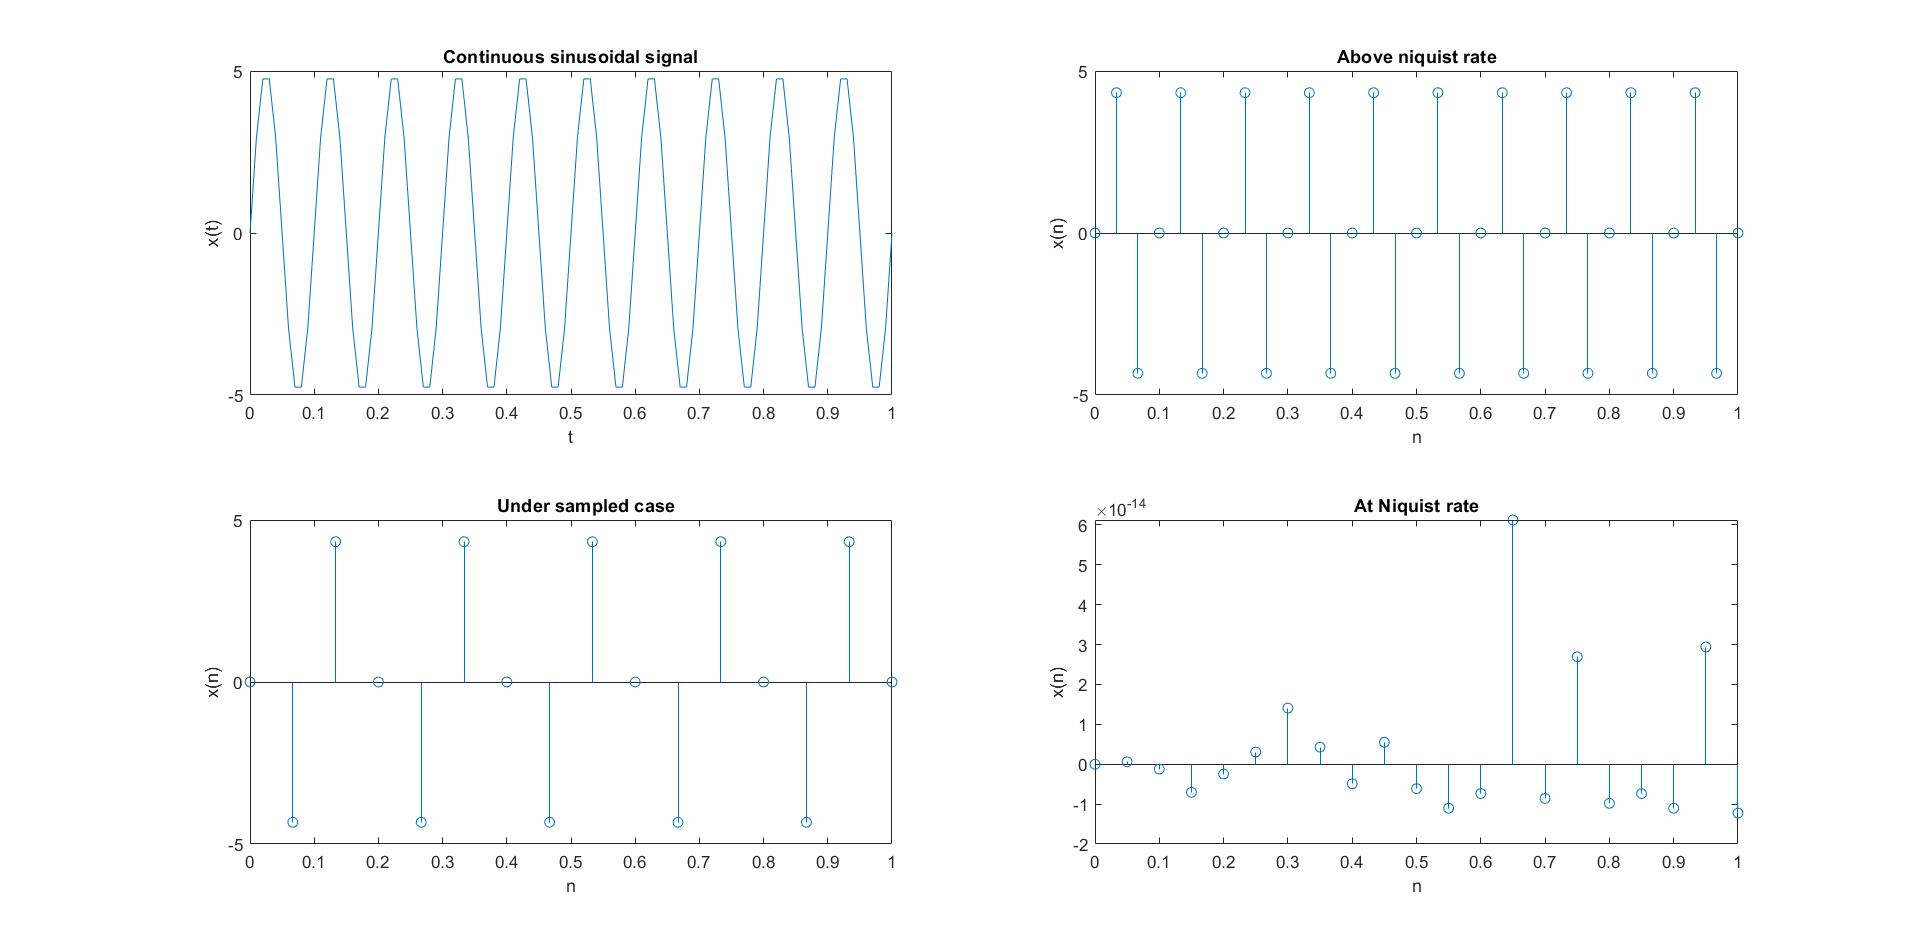 Continuous sinusoidal signal
5
0
-5
x(t)
0 0.1 0.2 0.3 0.4 0.5 0.6 0.7 0.8 0.9 1
t
Above niquist rate
5
0
-5
x(n)
0 0.1 0.2 0.3 0.4 0.5 0.6 0.7 0.8 0.9 1
n
Under sampled case
5
0
-5
x(n)
0 0.1 0.2 0.3 0.4 0.5 0.6 0.7 0.8 0.9 1
n
At Niquist rate
×10⁻¹⁴
6
5
4
3
2
1
0
-1
-2
x(n)
0 0.1 0.2 0.3 0.4 0.5 0.6 0.7 0.8 0.9 1
n